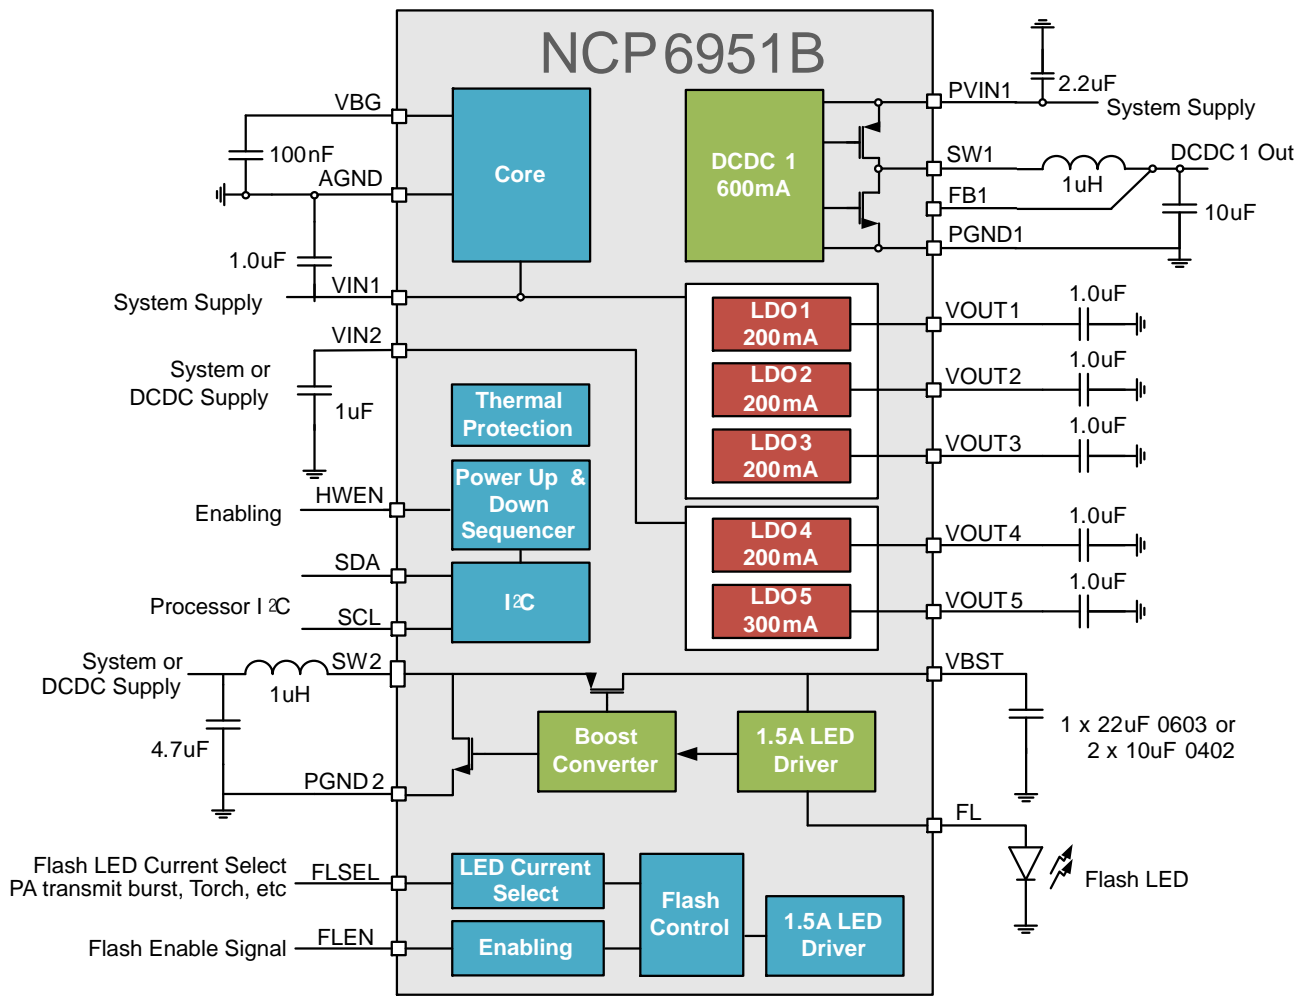 NCP6951B
VBG
100nF
AGND
1.0uF
VIN1
System Supply
VIN2
System or
DCDC Supply
1uF
HWEN
Enabling
SDA
Processor I2C
SCL
System or
DCDC Supply
SW2
1uH
4.7uF
PGND2
Flash LED Current Select
PA transmit burst, Torch, etc
FLSEL
Flash Enable Signal
FLEN
Core
Thermal
Protection
Power Up &
Down
Sequencer
I2C
DCDC 1
600mA
LDO1
200mA
LDO2
200mA
LDO3
200mA
LDO4
200mA
LDO5
300mA
Boost
Converter
1.5A LED
Driver
LED Current
Select
Enabling
Flash
Control
1.5A LED
Driver
PVIN1
2.2uF
System Supply
SW1
1uH
DCDC1 Out
FB1
10uF
PGND1
VOUT1
1.0uF
VOUT2
1.0uF
VOUT3
1.0uF
VOUT4
1.0uF
VOUT5
1.0uF
VBST
1 x 22uF 0603 or
2 x 10uF 0402
FL
Flash LED